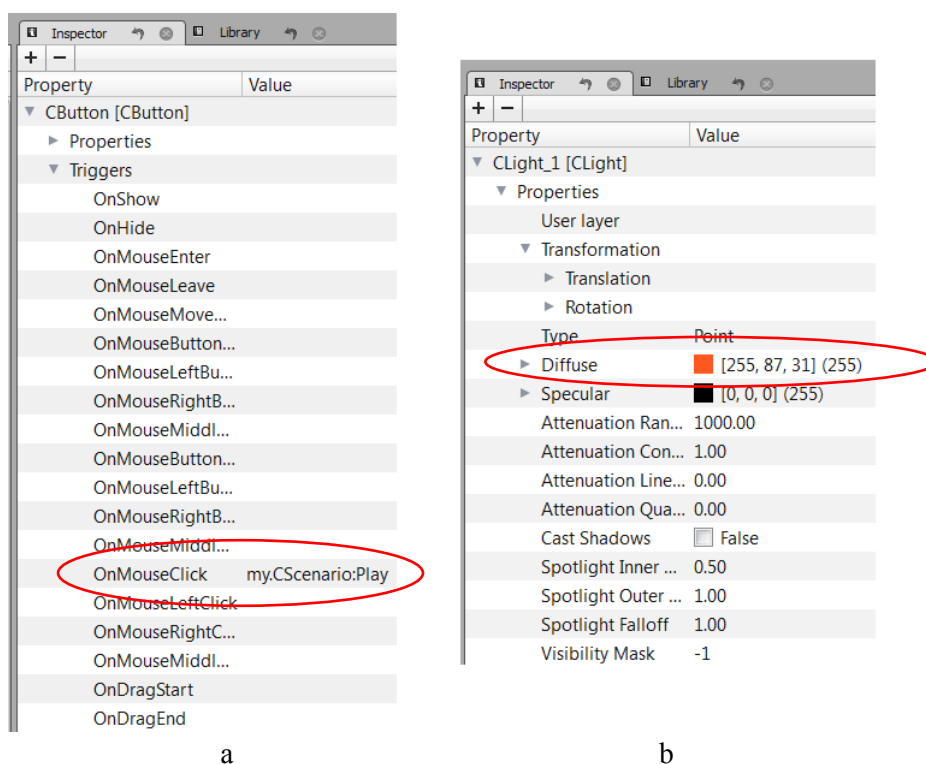 Inspector Library
+ −
Property Value
CButton [CButton]
Properties
Triggers
OnShow
OnHide
OnMouseEnter
OnMouseLeave
OnMouseMove...
OnMouseButton...
OnMouseLeftBu...
OnMouseRightB...
OnMouseMiddl...
OnMouseButton...
OnMouseLeftBu...
OnMouseRightB...
OnMouseMiddl...
OnMouseClick my.CScenario:Play
OnMouseLeftClick
OnMouseRightC...
OnMouseMiddl...
OnDragStart
OnDragEnd
a
Inspector Library
+ −
Property Value
CLight_1 [CLight]
Properties
User layer
Transformation
Translation
Rotation
Type Point
Diffuse [255, 87, 31] (255)
Specular [0, 0, 0] (255)
Attenuation Ran... 1000.00
Attenuation Con... 1.00
Attenuation Line... 0.00
Attenuation Qua... 0.00
Cast Shadows False
Spotlight Inner ... 0.50
Spotlight Outer ... 1.00
Spotlight Falloff 1.00
Visibility Mask -1
b